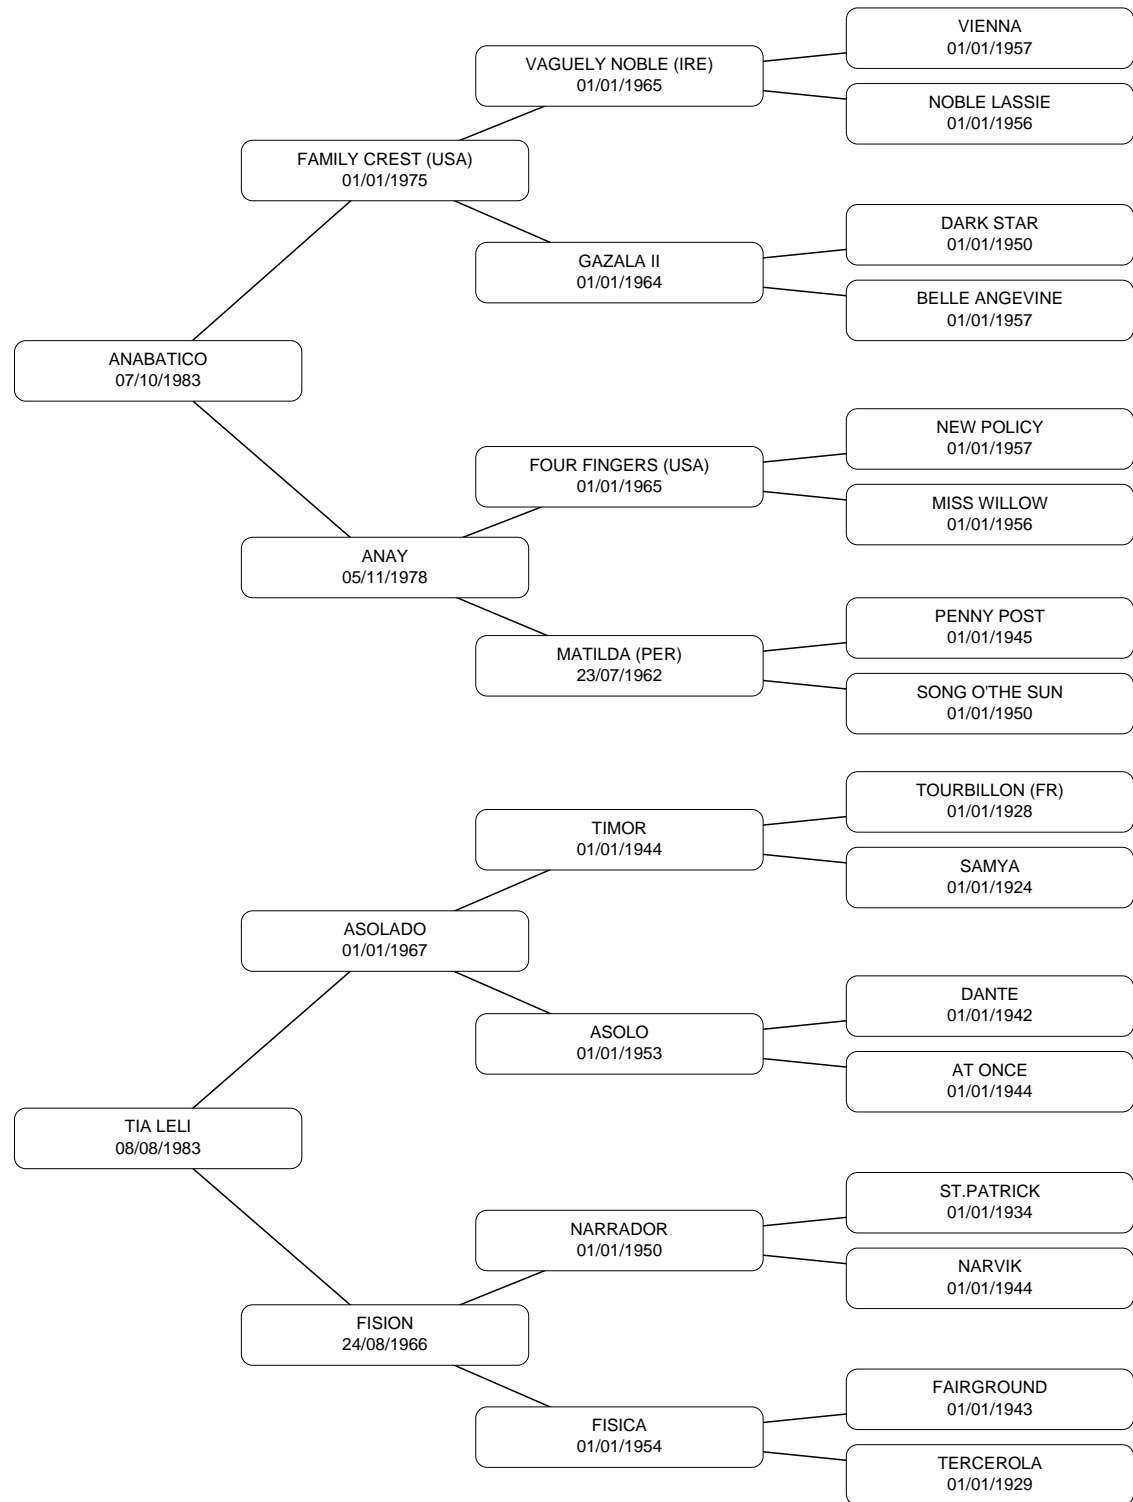 VIENNA
01/01/1957
VAGUELY NOBLE (IRE)
01/01/1965
NOBLE LASSIE
01/01/1956
FAMILY CREST (USA)
01/01/1975
DARK STAR
01/01/1950
GAZALA II
01/01/1964
BELLE ANGEVINE
01/01/1957
ANABATICO
07/10/1983
NEW POLICY
01/01/1957
FOUR FINGERS (USA)
01/01/1965
MISS WILLOW
01/01/1956
ANAY
05/11/1978
PENNY POST
01/01/1945
MATILDA (PER)
23/07/1962
SONG O'THE SUN
01/01/1950
TOURBILLON (FR)
01/01/1928
TIMOR
01/01/1944
SAMYA
01/01/1924
ASOLADO
01/01/1967
DANTE
01/01/1942
ASOLO
01/01/1953
AT ONCE
01/01/1944
TIA LELI
08/08/1983
ST.PATRICK
01/01/1934
NARRADOR
01/01/1950
NARVIK
01/01/1944
FISION
24/08/1966
FAIRGROUND
01/01/1943
FISICA
01/01/1954
TERCEROLA
01/01/1929